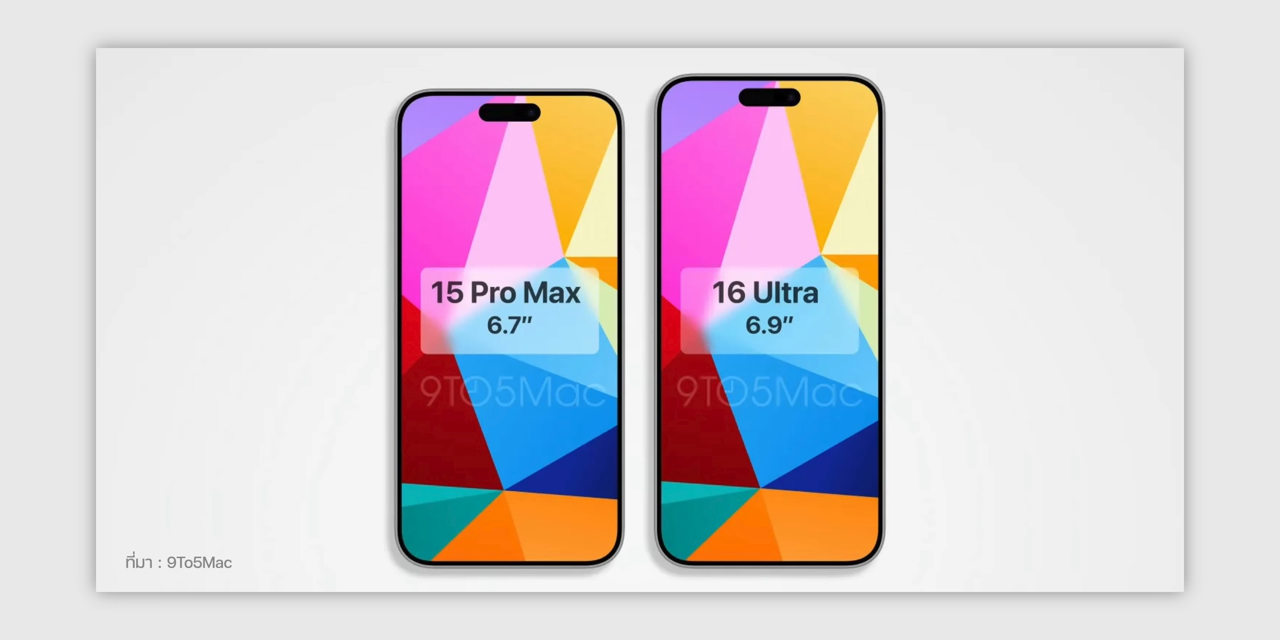 15 Pro Max
6.7″
9TO5Mac
16 Ultra
6.9″
9TO5Mac
ที่มา : 9To5Mac